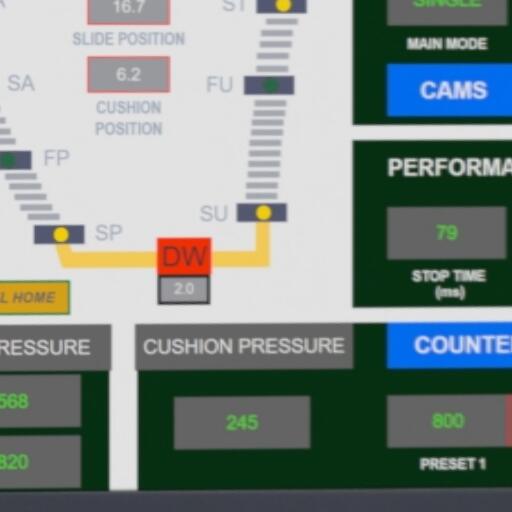 16.7
ST
SINGLE
SLIDE POSITION
MAIN MODE
SA
6.2
FU
CAMS
CUSHION
POSITION
FP
PERFORMA
SU
SP
79
DW
STOP TIME
(ms)
2.0
L HOME
RESSURE
CUSHION PRESSURE
COUNTE
568
245
800
820
PRESET 1